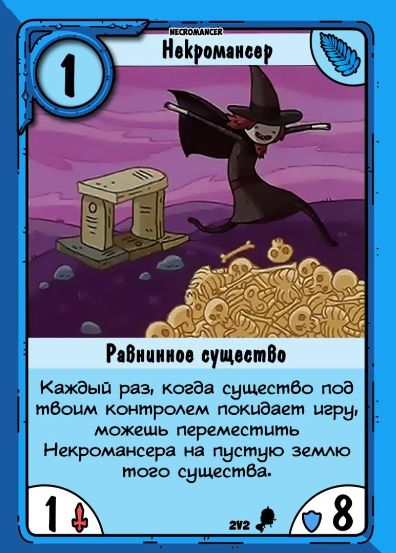 NECROMANCER
1
Некромансер
Равнинное существо
Каждый раз, когда существо под
твоим контролем покидает игру,
можешь переместить
Некромансера на пустую землю
того существа.
1
2V2
8